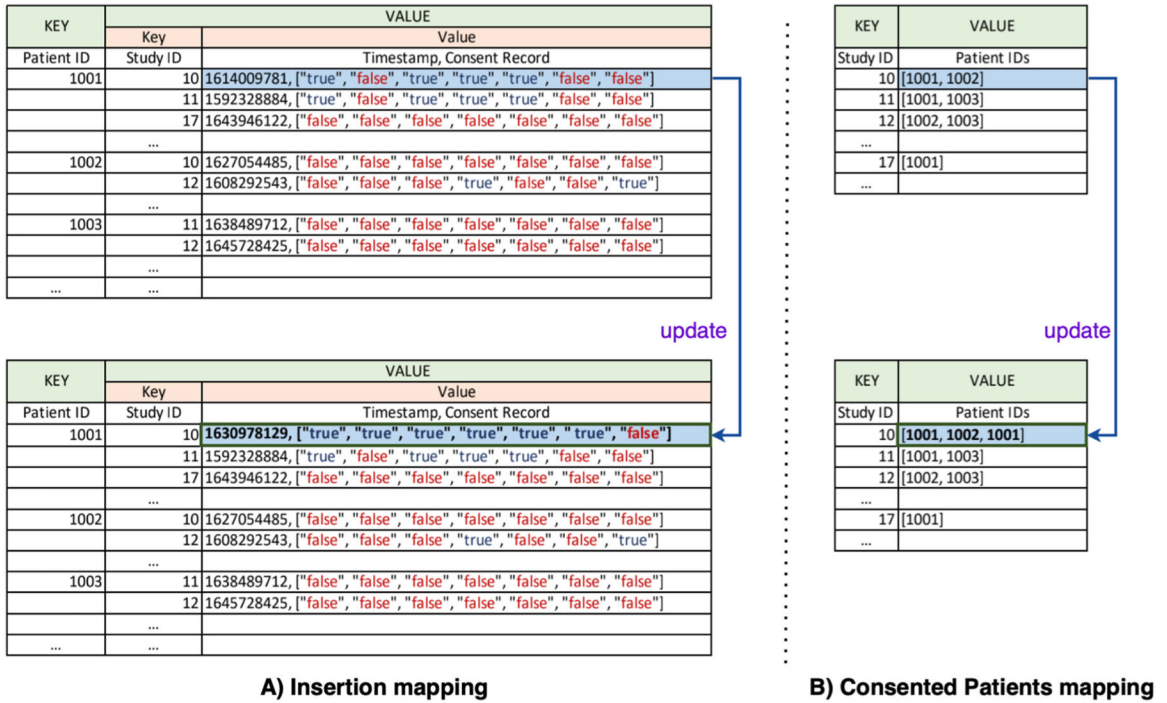 KEY VALUE
Key Value
Patient ID Study ID Timestamp, Consent Record
1001 10 1614009781, ["true", "false", "true", "true", "true", "false", "false"]
11 1592328884, ["true", "false", "true", "true", "true", "false", "false"]
17 1643946122, ["false", "false", "false", "false", "false", "false", "false"]
...
1002 10 1627054485, ["false", "false", "false", "false", "false", "false", "false"]
12 1608292543, ["false", "false", "false", "true", "false", "false", "true"]
...
1003 11 1638489712, ["false", "false", "false", "false", "false", "false", "false"]
12 1645728425, ["false", "false", "false", "false", "false", "false", "false"]
...
... ...
update
KEY VALUE
Key Value
Patient ID Study ID Timestamp, Consent Record
1001 10 1630978129, ["true", "true", "true", "true", "true", " true", "false"]
11 1592328884, ["true", "false", "true", "true", "true", "false", "false"]
17 1643946122, ["false", "false", "false", "false", "false", "false", "false"]
...
1002 10 1627054485, ["false", "false", "false", "false", "false", "false", "false"]
12 1608292543, ["false", "false", "false", "true", "false", "false", "true"]
...
1003 11 1638489712, ["false", "false", "false", "false", "false", "false", "false"]
12 1645728425, ["false", "false", "false", "false", "false", "false", "false"]
...
... ...
A) Insertion mapping
KEY VALUE
Study ID Patient IDs
10 [1001, 1002]
11 [1001, 1003]
12 [1002, 1003]
...
17 [1001]
...
update
KEY VALUE
Study ID Patient IDs
10 [1001, 1002, 1001]
11 [1001, 1003]
12 [1002, 1003]
...
17 [1001]
...
B) Consented Patients mapping